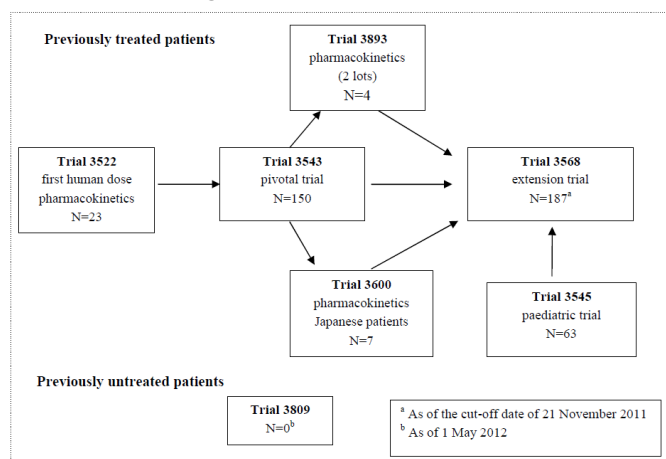 Previously treated patients
Trial 3893
pharmacokinetics
(2 lots)
N=4
Trial 3522
first human dose
pharmacokinetics
N=23
Trial 3543
pivotal trial
N=150
Trial 3568
extension trial
N=187ᵃ
Trial 3600
pharmacokinetics
Japanese patients
N=7
Trial 3545
paediatric trial
N=63
Previously untreated patients
Trial 3809
N=0ᵇ
ᵃ As of the cut-off date of 21 November 2011
ᵇ As of 1 May 2012